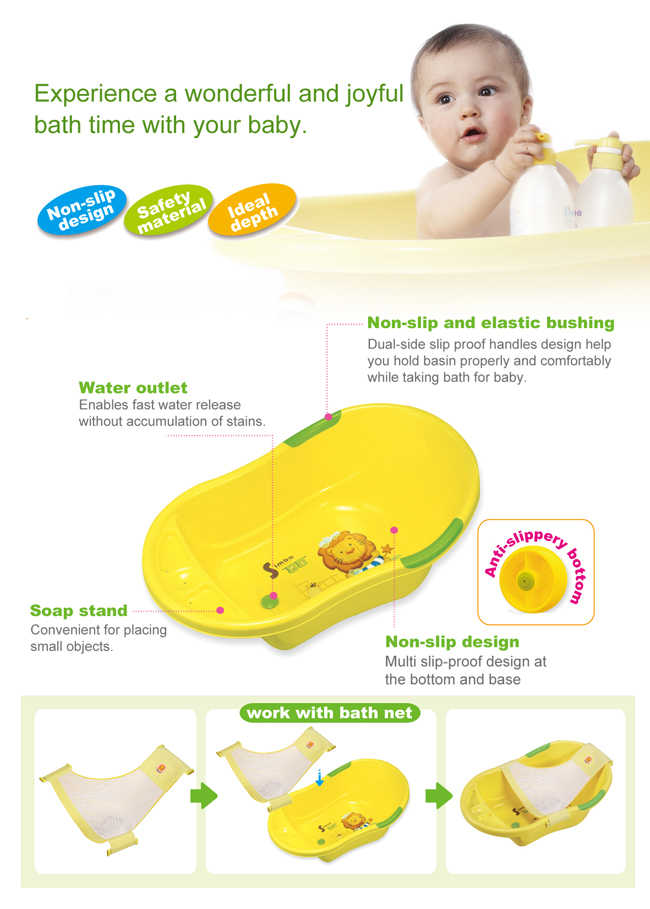 Experience a wonderful and joyful
bath time with your baby.
Non-slip
design
Safety
material
Ideal
depth
Non-slip and elastic bushing
Dual-side slip proof handles design help
you hold basin properly and comfortably
while taking bath for baby.
Water outlet
Enables fast water release
without accumulation of stains.
Simba
Anti-slippery bottom
Soap stand
Convenient for placing
small objects.
Non-slip design
Multi slip-proof design at
the bottom and base
work with bath net
Simba